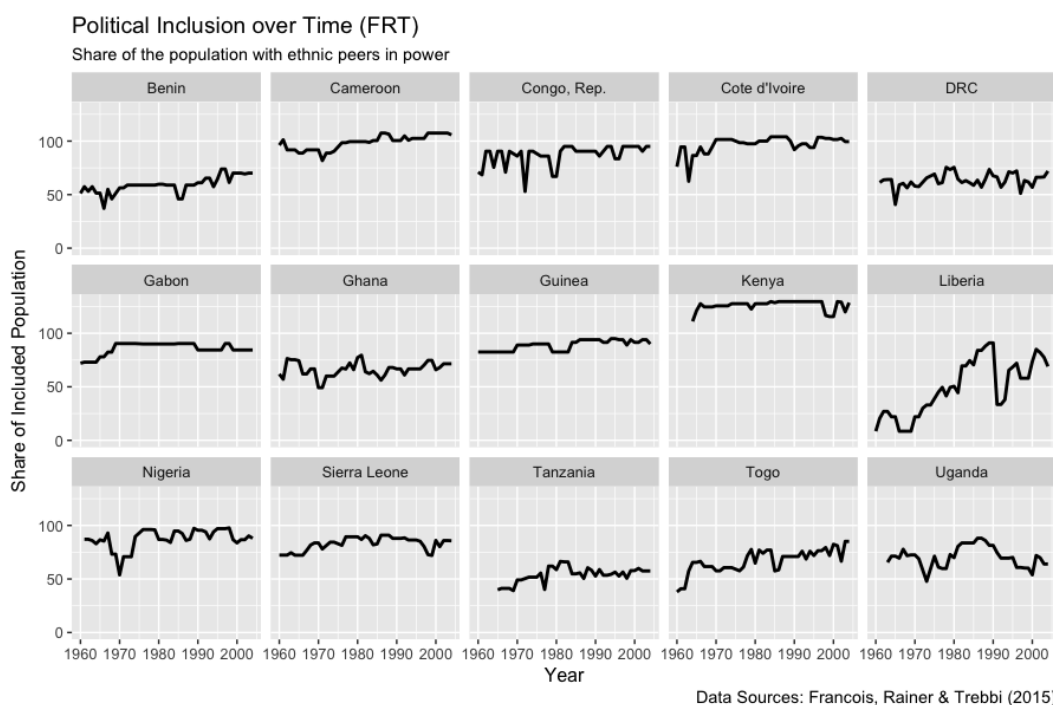 Political Inclusion over Time (FRT)
Share of the population with ethnic peers in power
Benin Cameroon Congo, Rep. Cote d'Ivoire DRC
100
50
0
Gabon Ghana Guinea Kenya Liberia
100
50
0
Nigeria Sierra Leone Tanzania Togo Uganda
100
50
0
Share of Included Population
1960 1970 1980 1990 2000 1960 1970 1980 1990 2000 1960 1970 1980 1990 2000 1960 1970 1980 1990 2000 1960 1970 1980 1990 2000
Year
Data Sources: Francois, Rainer & Trebbi (2015)